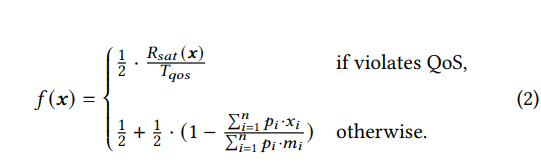 f(x) = { 1/2 · R_sat(x)/T_qos if violates QoS,
1/2 + 1/2 · (1 − ∑_{i=1}^{n} p_i·x_i / ∑_{i=1}^{n} p_i·m_i) otherwise. (2)